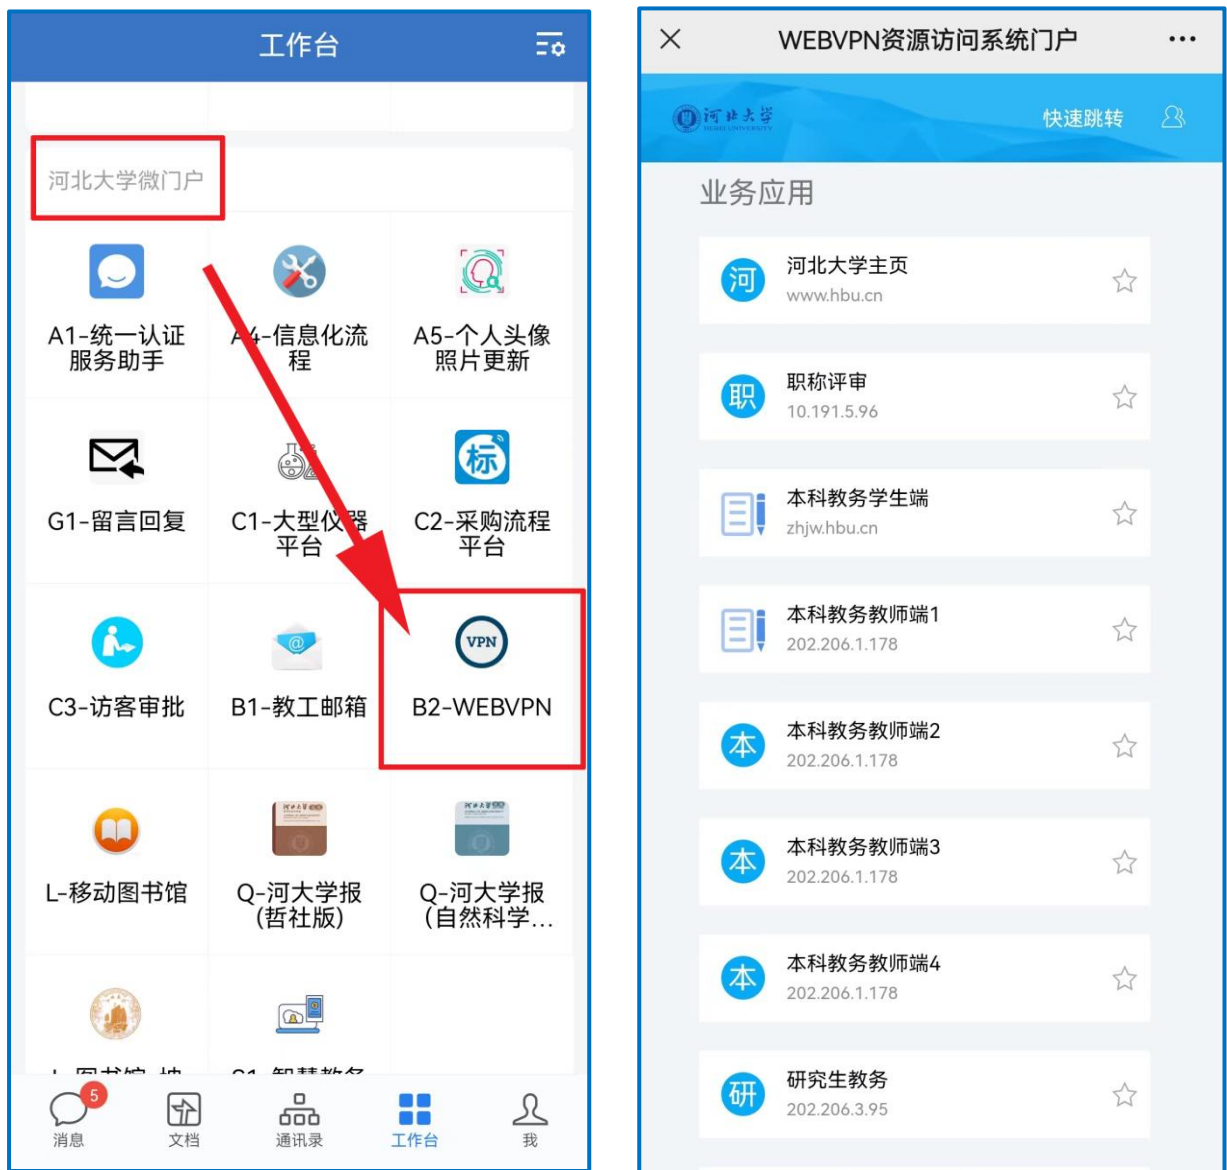 工作台
河北大学微门户
A1-统一认证
服务助手
A4-信息化流
程
A5-个人头像
照片更新
G1-留言回复
C1-大型仪器
平台
标
C2-采购流程
平台
C3-访客审批
@
B1-教工邮箱
VPN
B2-WEBVPN
L-移动图书馆
Q-河大学报
(哲社版)
Q-河大学报
(自然科学...
5
消息
文档
通讯录
工作台
我
WEBVPN资源访问系统门户
河北大学
HEBEI UNIVERSITY
快速跳转
业务应用
河
河北大学主页
www.hbu.cn
职
职称评审
10.191.5.96
本科教务学生端
zhjw.hbu.cn
本科教务教师端1
202.206.1.178
本
本科教务教师端2
202.206.1.178
本
本科教务教师端3
202.206.1.178
本
本科教务教师端4
202.206.1.178
研
研究生教务
202.206.3.95